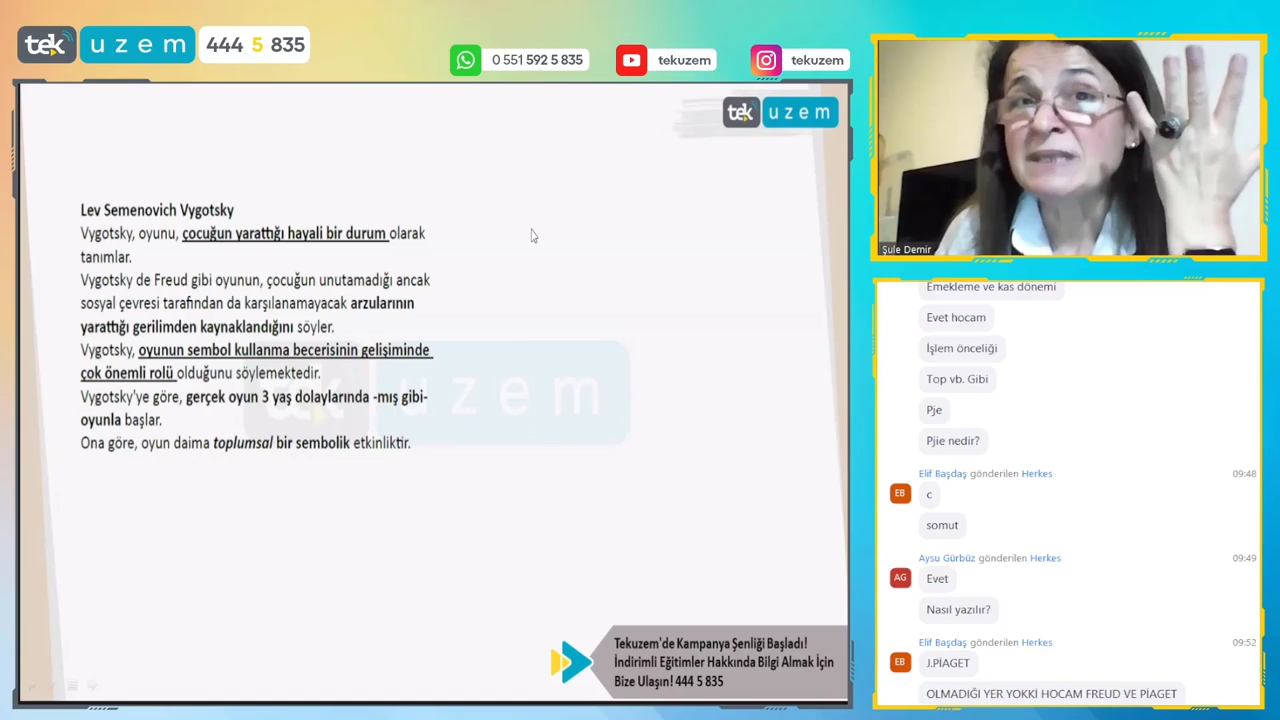 tek uzem 444 5 835
0 551 592 5 835
tekuzem
tekuzem
tek uzem
Lev Semenovich Vygotsky
Vygotsky, oyunu, çocuğun yarattığı hayali bir durum olarak
tanımlar.
Vygotsky de Freud gibi oyunun, çocuğun unutamadığı ancak
sosyal çevresi tarafından da karşılanamayacak arzularının
yarattığı gerilimden kaynaklandığını söyler.
Vygotsky, oyunun sembol kullanma becerisinin gelişiminde
çok önemli rolü olduğunu söylemektedir.
Vygotsky'ye göre, gerçek oyun 3 yaş dolaylarında -mış gibi-
oyunla başlar.
Ona göre, oyun daima toplumsal bir sembolik etkinliktir.
tek uzem
Tekuzem'de Kampanya Şenliği Başladı!
İndirimli Eğitimler Hakkında Bilgi Almak İçin
Bize Ulaşın! 444 5 835
Şule Demir
Emekleme ve kas dönemi
Evet hocam
İşlem önceliği
Top vb. Gibi
Pje
Pjie nedir?
Elif Başdaş gönderilen Herkes 09:48
EB
c
somut
Aysu Gürbüz gönderilen Herkes 09:49
AG
Evet
Nasıl yazılır?
Elif Başdaş gönderilen Herkes 09:52
EB
J.PİAGET
OLMADIĞI YER YOKKİ HOCAM FREUD VE PİAGET